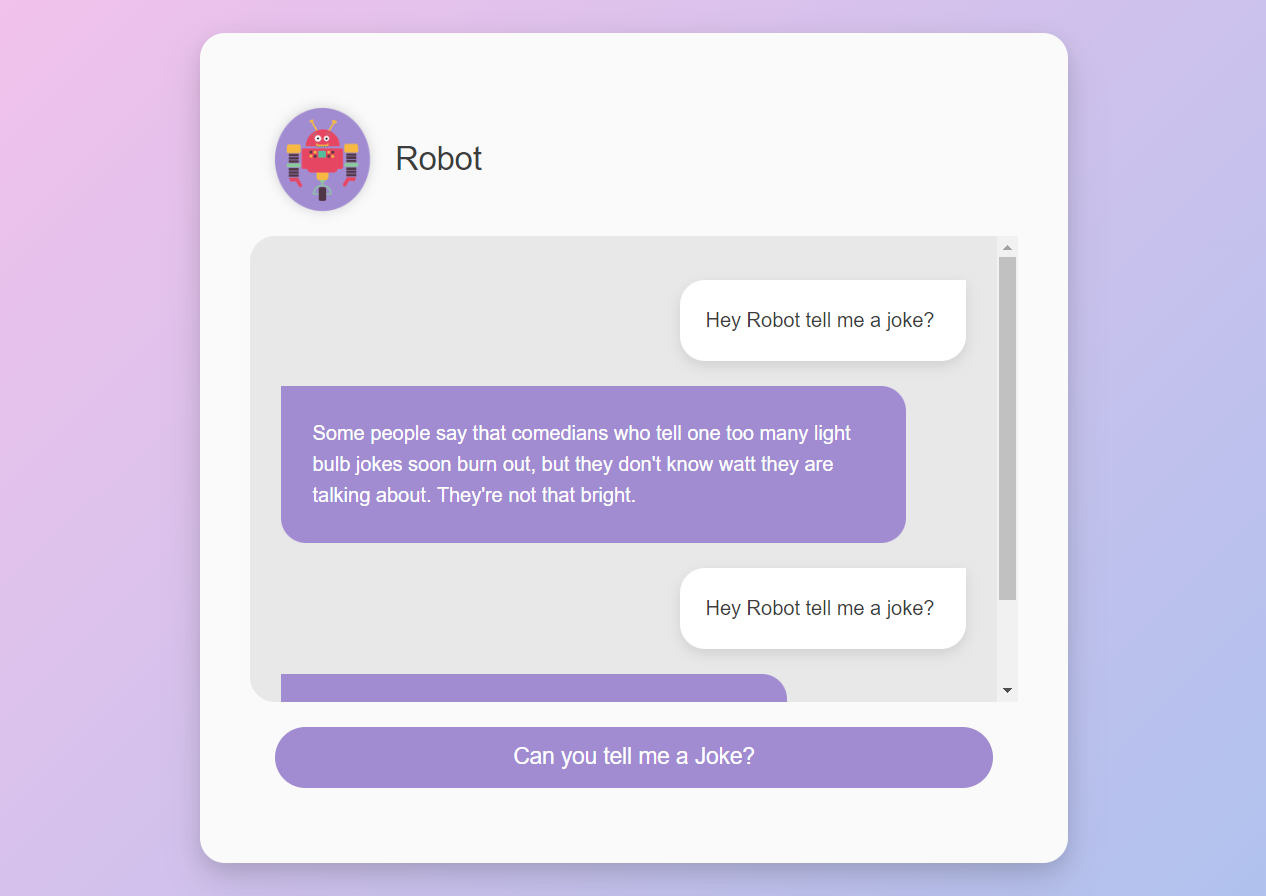 Robot
Hey Robot tell me a joke?
Some people say that comedians who tell one too many light
bulb jokes soon burn out, but they don't know watt they are
talking about. They're not that bright.
Hey Robot tell me a joke?
Can you tell me a Joke?